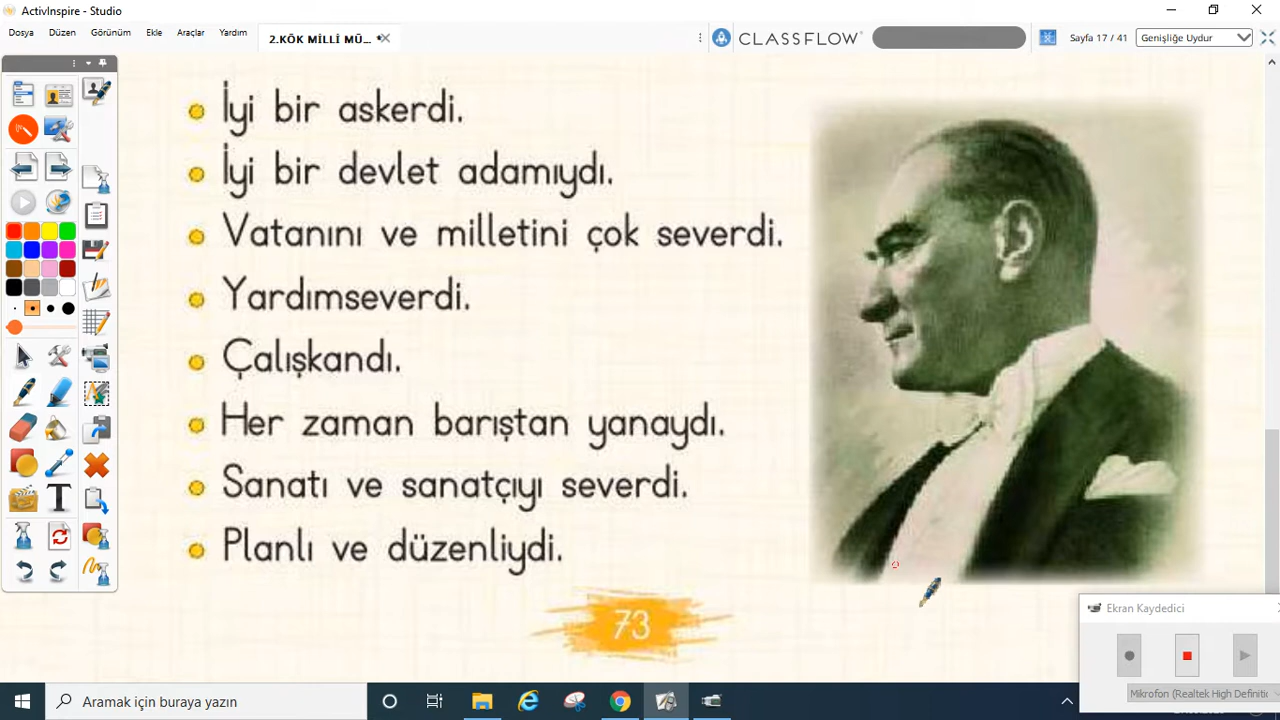 ActivInspire - Studio
Dosya Düzen Görünüm Ekle Araçlar Yardım
2.KÖK MİLLİ MÜ...
CLASSFLOW
Sayfa 17 / 41
Genişliğe Uydur
İyi bir askerdi.
İyi bir devlet adamıydı.
Vatanını ve milletini çok severdi.
Yardımseverdi.
Çalışkandı.
Her zaman barıştan yanaydı.
Sanatı ve sanatçıyı severdi.
Planlı ve düzenliydi.
73
Ekran Kaydedici
Mikrofon (Realtek High Definitic
Aramak için buraya yazın